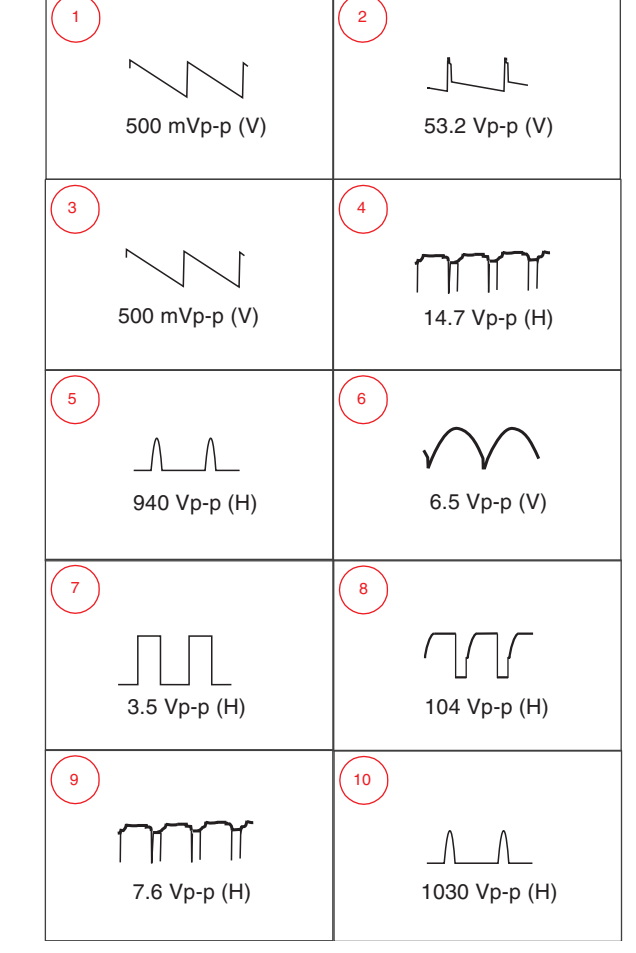 1
500 mVp-p (V)
2
53.2 Vp-p (V)
3
500 mVp-p (V)
4
14.7 Vp-p (H)
5
940 Vp-p (H)
6
6.5 Vp-p (V)
7
3.5 Vp-p (H)
8
104 Vp-p (H)
9
7.6 Vp-p (H)
10
1030 Vp-p (H)